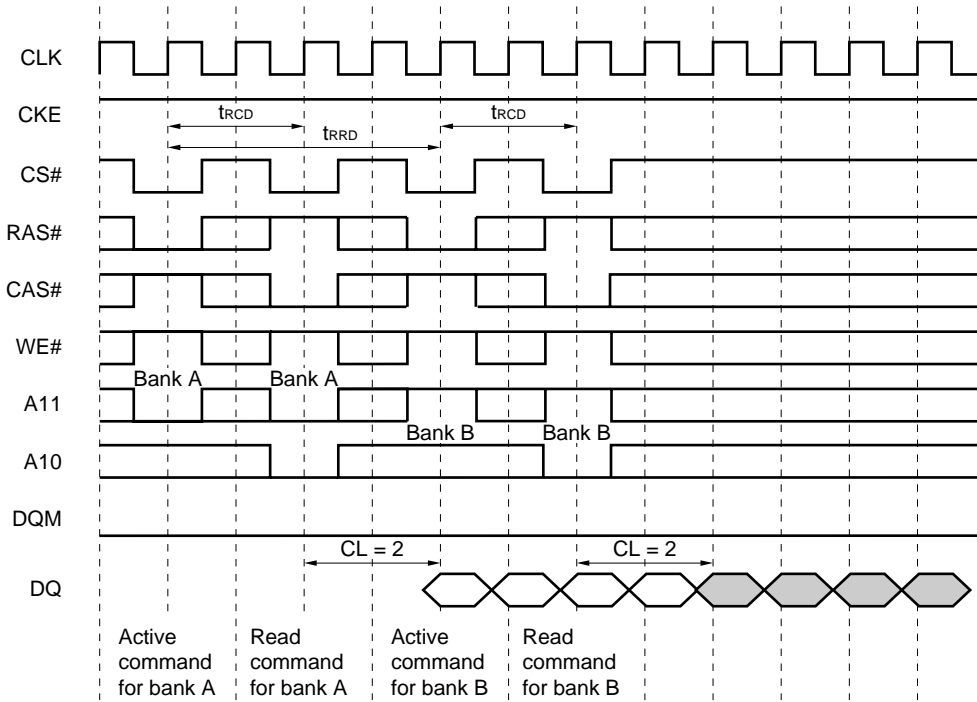 CLK
CKE
tRCD
tRCD
tRRD
CS#
RAS#
CAS#
WE#
Bank A
Bank A
A11
Bank B
Bank B
A10
DQM
CL = 2
CL = 2
DQ
Active
command
for bank A
Read
command
for bank A
Active
command
for bank B
Read
command
for bank B